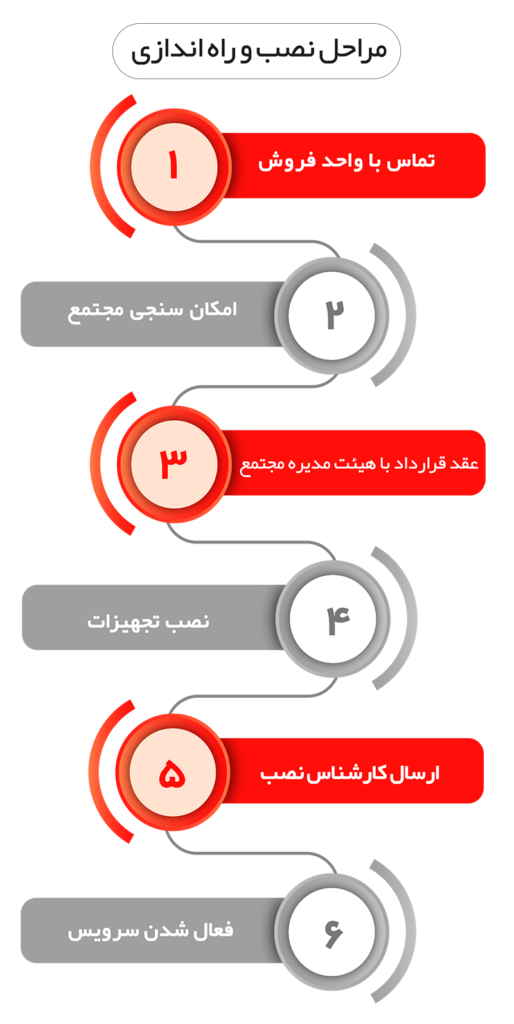 مراحل نصب و راه اندازی
۱
تماس با واحد فروش
۲
امکان سنجی مجتمع
۳
عقد قرارداد با هیئت مدیره مجتمع
۴
نصب تجهیزات
۵
ارسال کارشناس نصب
۶
فعال شدن سرویس